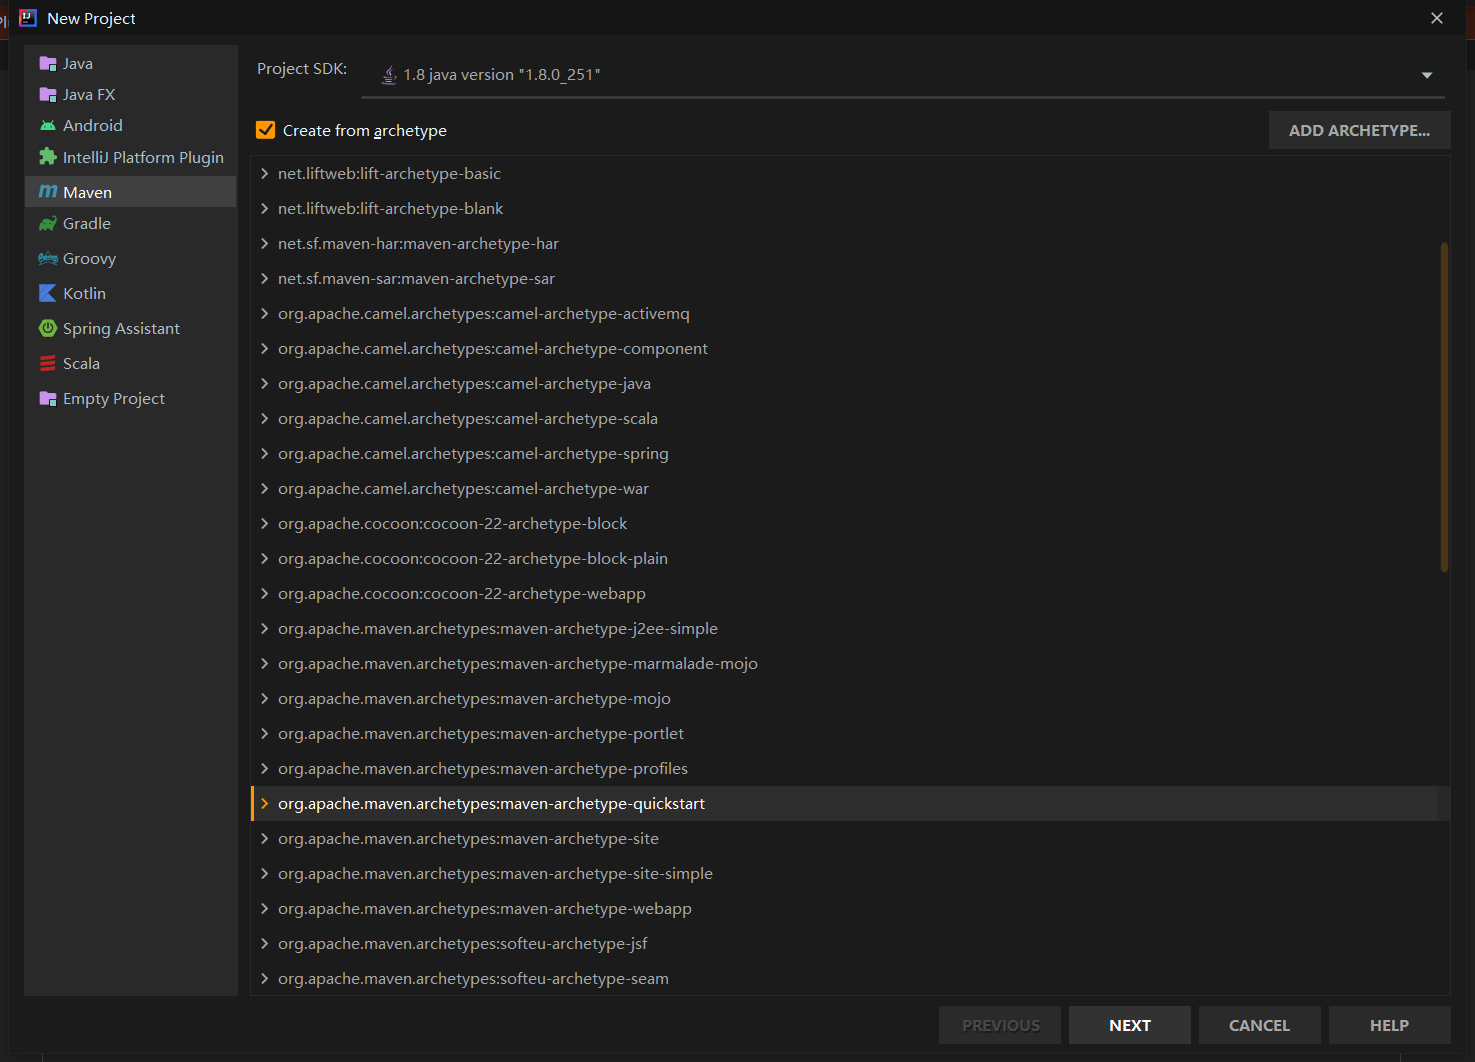 New Project
Java
Java FX
Android
IntelliJ Platform Plugin
Maven
Gradle
Groovy
Kotlin
Spring Assistant
Scala
Empty Project
Project SDK:
1.8 java version "1.8.0_251"
Create from archetype
ADD ARCHETYPE...
net.liftweb:lift-archetype-basic
net.liftweb:lift-archetype-blank
net.sf.maven-har:maven-archetype-har
net.sf.maven-sar:maven-archetype-sar
org.apache.camel.archetypes:camel-archetype-activemq
org.apache.camel.archetypes:camel-archetype-component
org.apache.camel.archetypes:camel-archetype-java
org.apache.camel.archetypes:camel-archetype-scala
org.apache.camel.archetypes:camel-archetype-spring
org.apache.camel.archetypes:camel-archetype-war
org.apache.cocoon:cocoon-22-archetype-block
org.apache.cocoon:cocoon-22-archetype-block-plain
org.apache.cocoon:cocoon-22-archetype-webapp
org.apache.maven.archetypes:maven-archetype-j2ee-simple
org.apache.maven.archetypes:maven-archetype-marmalade-mojo
org.apache.maven.archetypes:maven-archetype-mojo
org.apache.maven.archetypes:maven-archetype-portlet
org.apache.maven.archetypes:maven-archetype-profiles
org.apache.maven.archetypes:maven-archetype-quickstart
org.apache.maven.archetypes:maven-archetype-site
org.apache.maven.archetypes:maven-archetype-site-simple
org.apache.maven.archetypes:maven-archetype-webapp
org.apache.maven.archetypes:softeu-archetype-jsf
org.apache.maven.archetypes:softeu-archetype-seam
PREVIOUS
NEXT
CANCEL
HELP